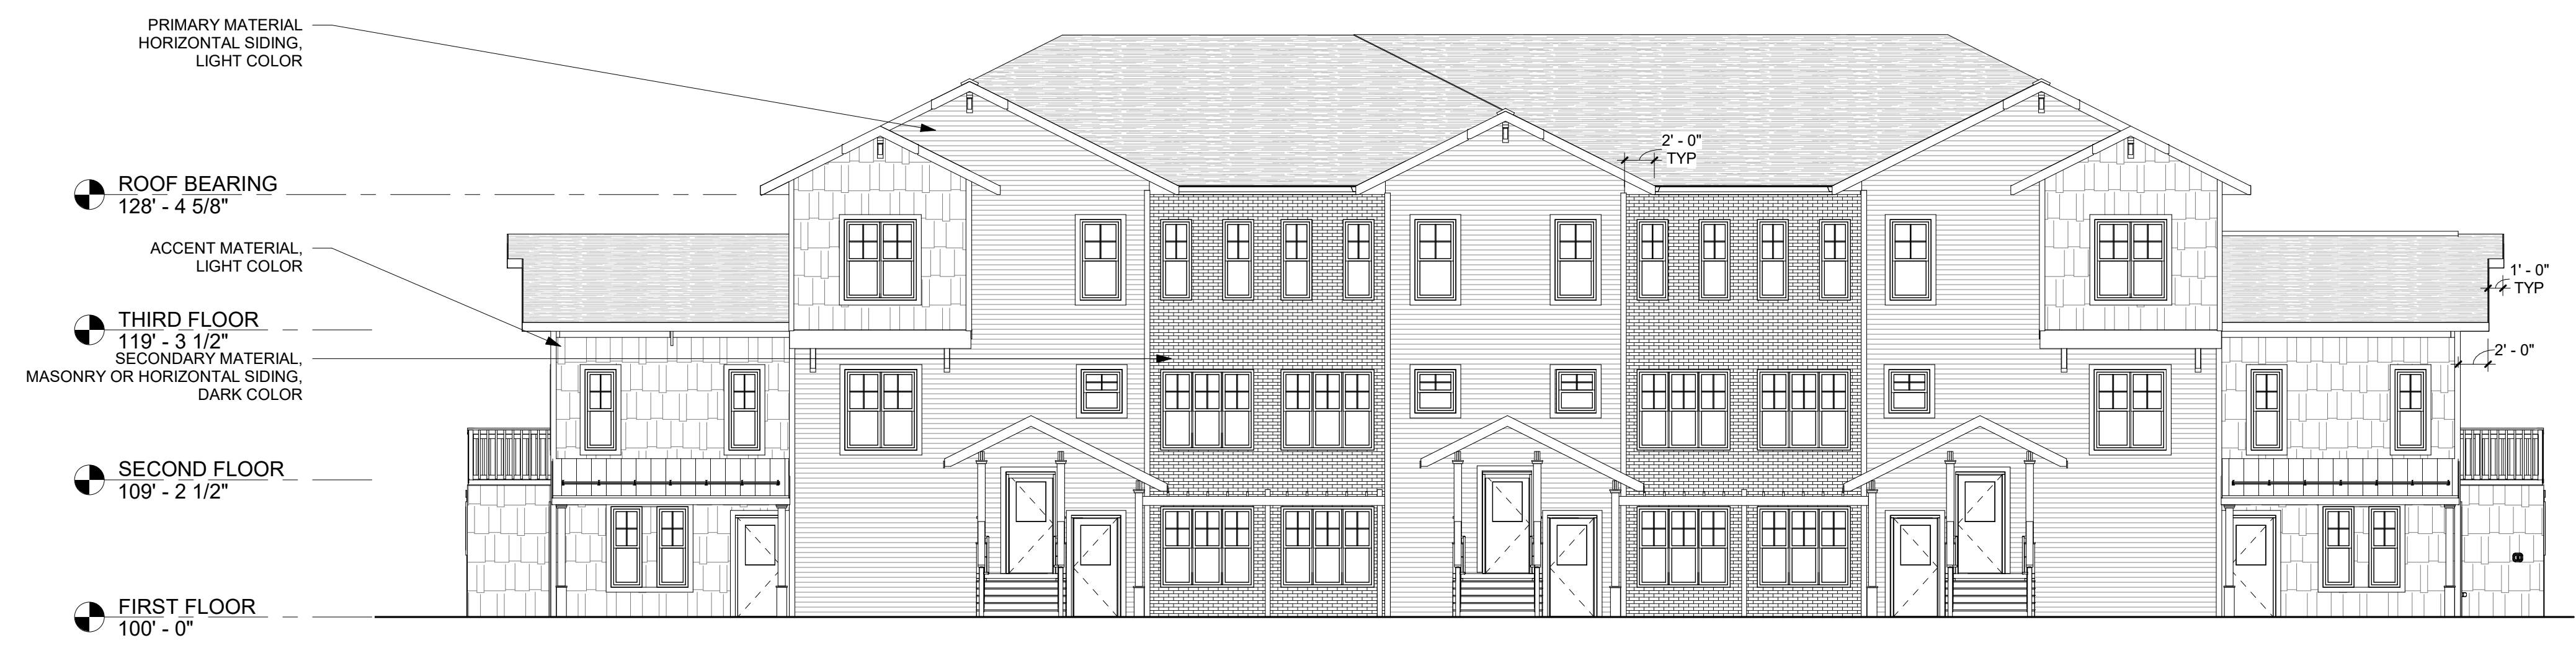 PRIMARY MATERIAL
HORIZONTAL SIDING,
LIGHT COLOR
2' - 0"
TYP
ROOF BEARING
128' - 4 5/8"
ACCENT MATERIAL,
LIGHT COLOR
1' - 0"
TYP
THIRD FLOOR
119' - 3 1/2"
SECONDARY MATERIAL,
MASONRY OR HORIZONTAL SIDING,
DARK COLOR
2' - 0"
SECOND FLOOR
109' - 2 1/2"
FIRST FLOOR
100' - 0"